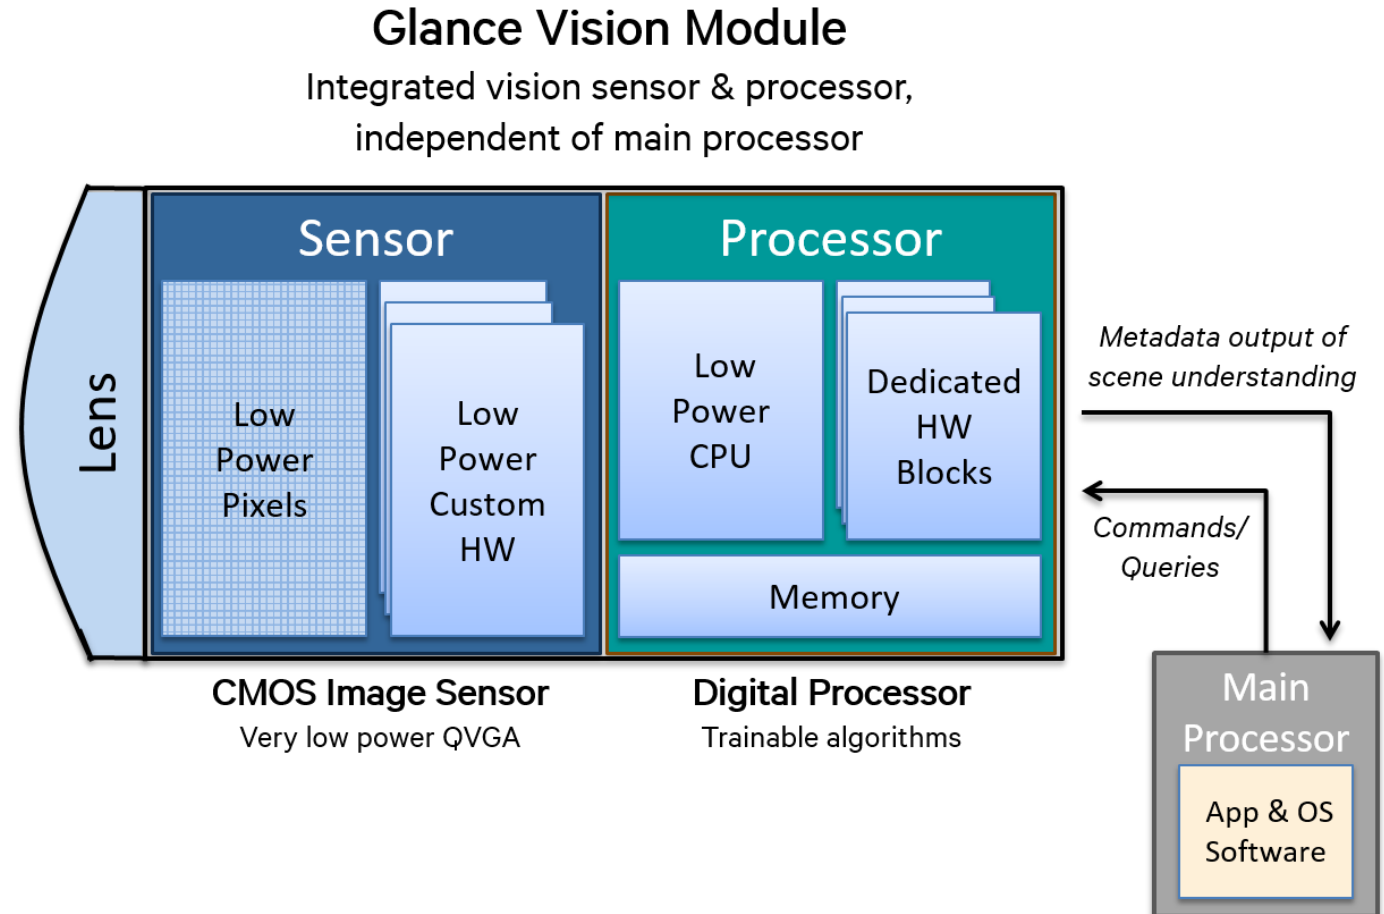 Glance Vision Module
Integrated vision sensor & processor,
independent of main processor
Lens
Sensor
Low
Power
Pixels
Low
Power
Custom
HW
Processor
Low
Power
CPU
Dedicated
HW
Blocks
Memory
Metadata output of
scene understanding
Commands/
Queries
CMOS Image Sensor
Very low power QVGA
Digital Processor
Trainable algorithms
Main
Processor
App & OS
Software